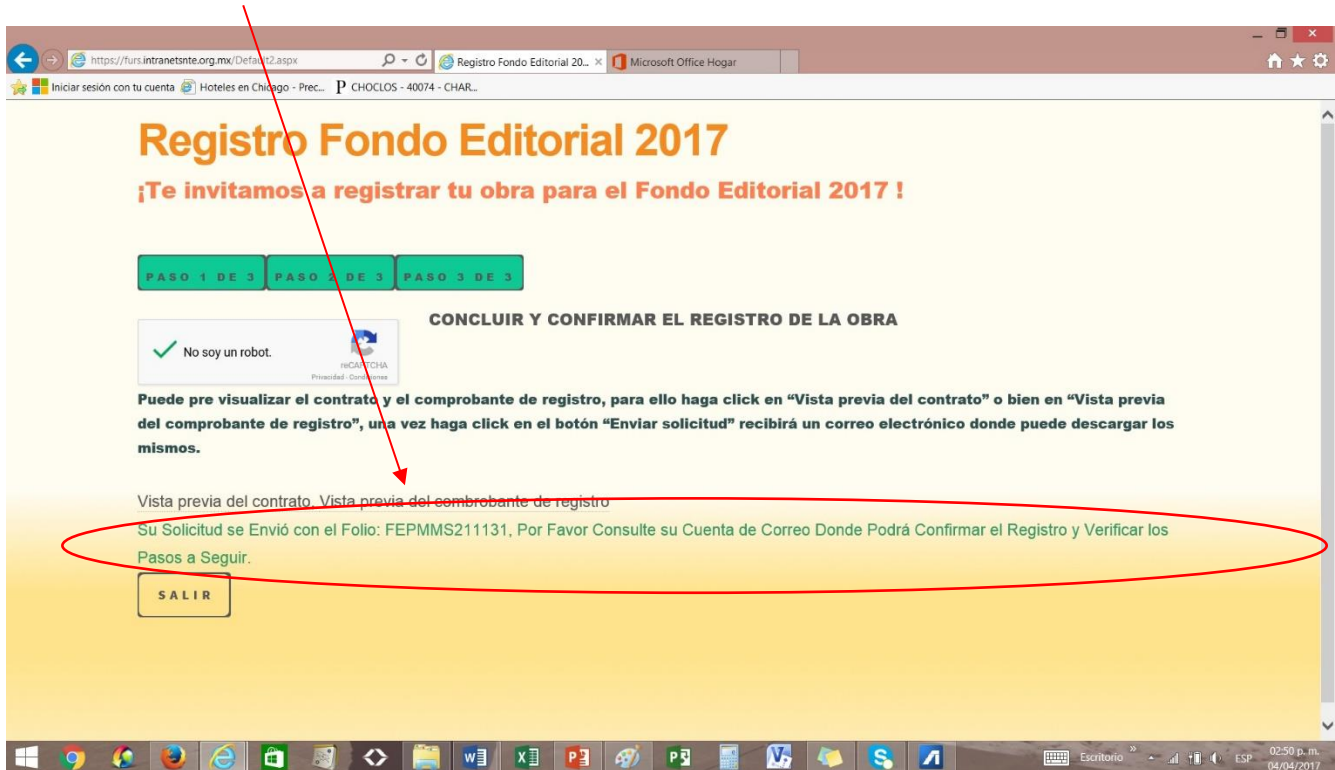 https://furs.intranetsnte.org.mx/Default2.aspx
Registro Fondo Editorial 20...
Microsoft Office Hogar
Iniciar sesión con tu cuenta
Hoteles en Chicago - Prec...
P CHOCLOS - 40074 - CHAR...
Registro Fondo Editorial 2017
¡Te invitamos a registrar tu obra para el Fondo Editorial 2017 !
PASO 1 DE 3
PASO 2 DE 3
PASO 3 DE 3
CONCLUIR Y CONFIRMAR EL REGISTRO DE LA OBRA
No soy un robot.
reCAPTCHA
Privacidad - Condiciones
Puede pre visualizar el contrato y el comprobante de registro, para ello haga click en “Vista previa del contrato” o bien en “Vista previa
del comprobante de registro”, una vez haga click en el botón “Enviar solicitud” recibirá un correo electrónico donde puede descargar los
mismos.
Vista previa del contrato, Vista previa del combrobante de registro
Su Solicitud se Envió con el Folio: FEPMMS211131, Por Favor Consulte su Cuenta de Correo Donde Podrá Confirmar el Registro y Verificar los
Pasos a Seguir.
SALIR
Escritorio
ESP
02:50 p. m.
04/04/2017